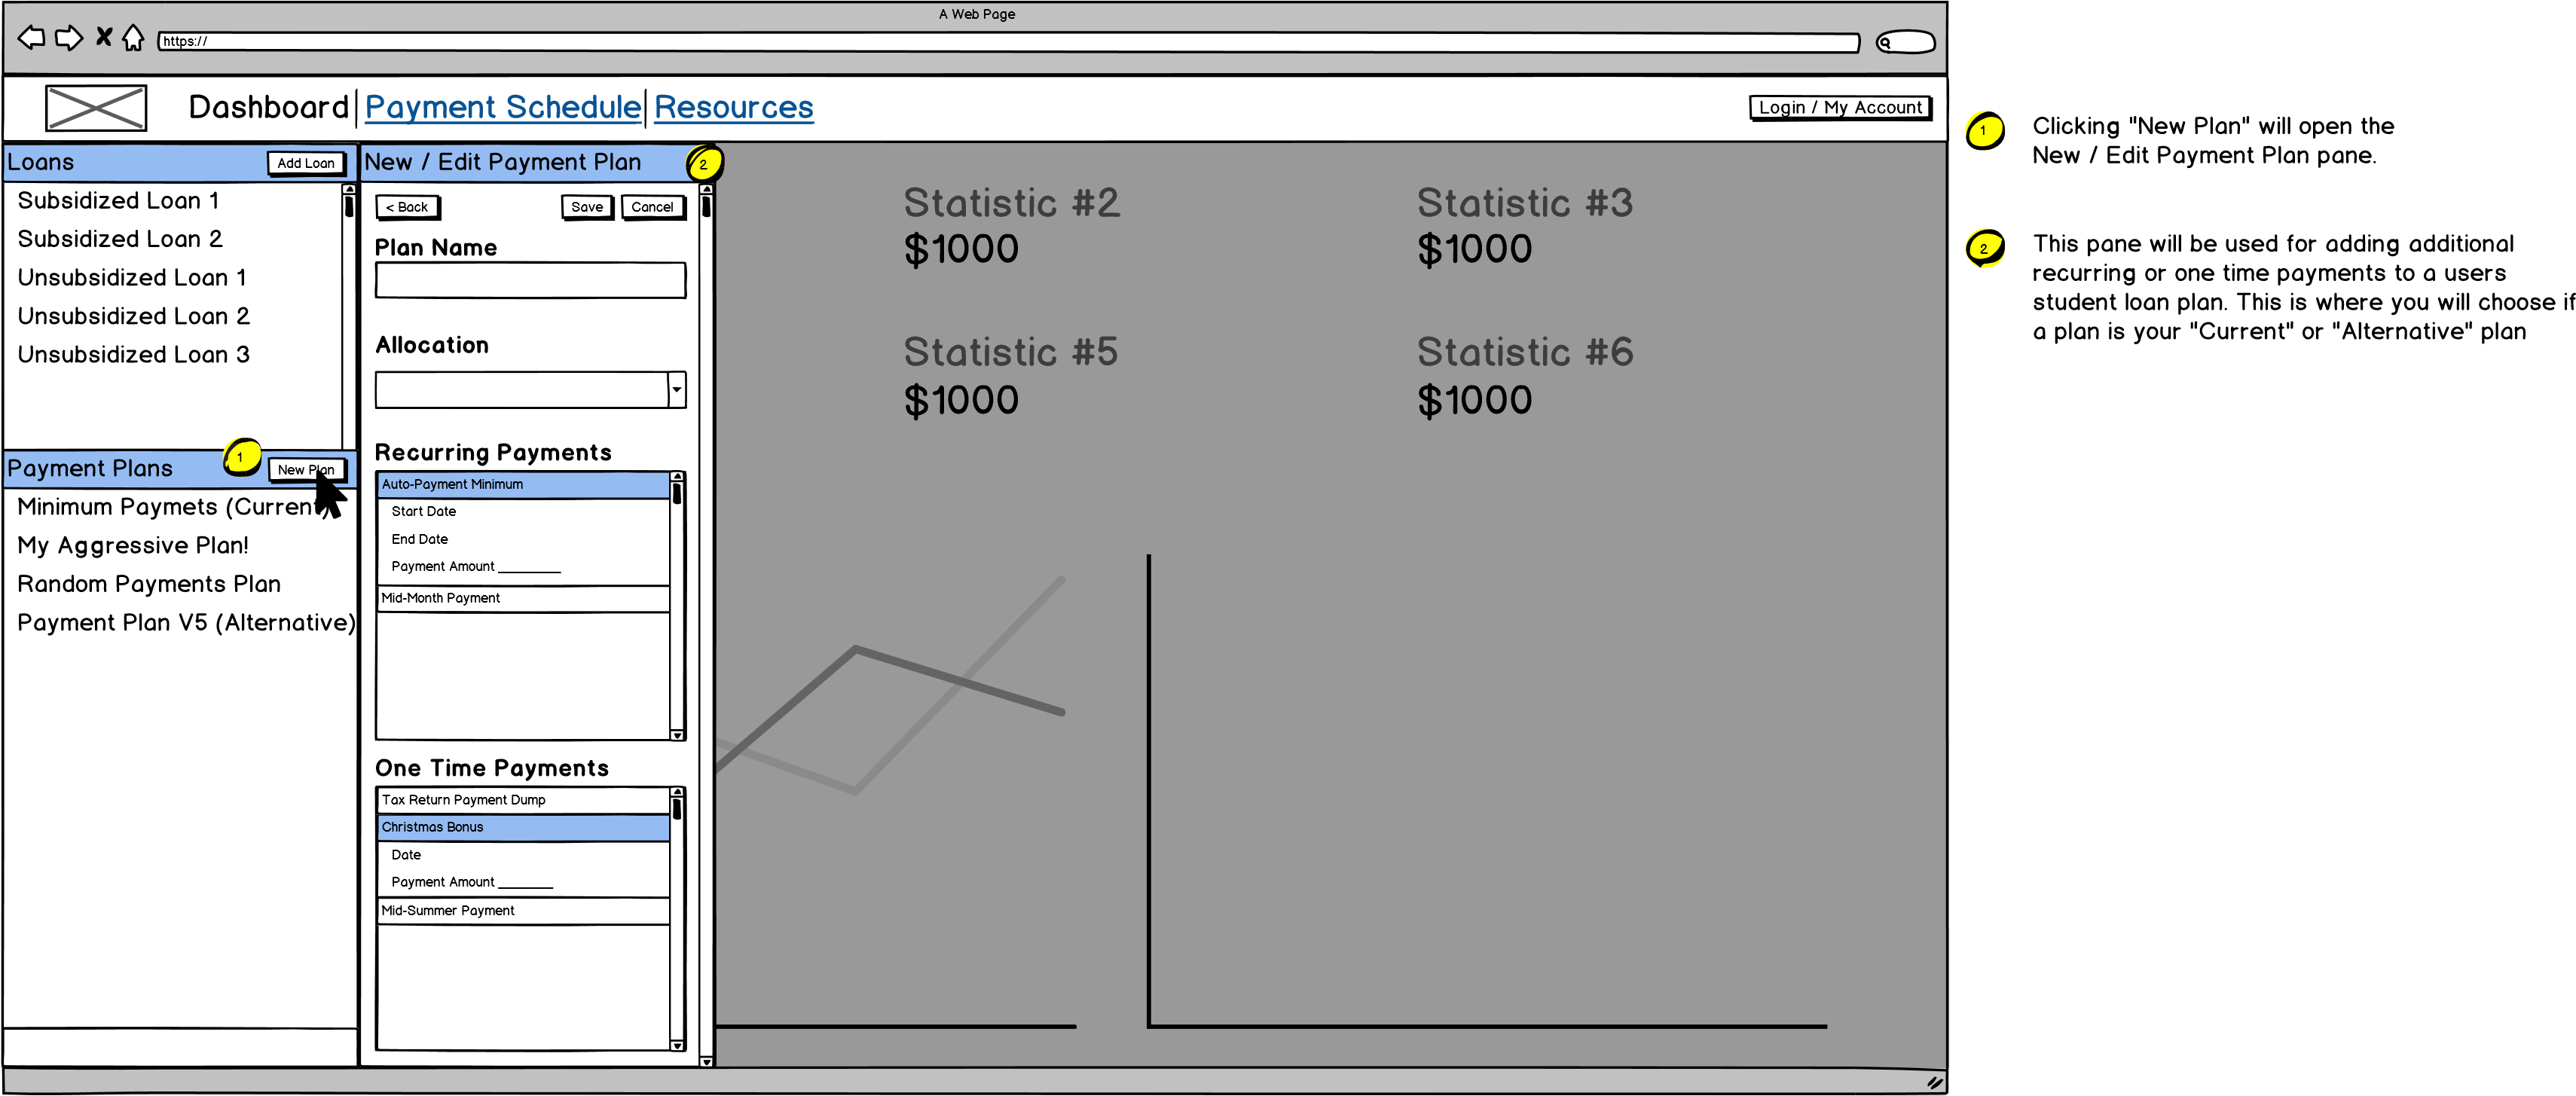 A Web Page
https://
Dashboard
Payment Schedule
Resources
Login / My Account
Loans
Add Loan
Subsidized Loan 1
Subsidized Loan 2
Unsubsidized Loan 1
Unsubsidized Loan 2
Unsubsidized Loan 3
Payment Plans
1
New Plan
Minimum Paymets (Current)
My Aggressive Plan!
Random Payments Plan
Payment Plan V5 (Alternative)
New / Edit Payment Plan
2
< Back
Save
Cancel
Plan Name
Allocation
Recurring Payments
Auto-Payment Minimum
Start Date
End Date
Payment Amount ________
Mid-Month Payment
One Time Payments
Tax Return Payment Dump
Christmas Bonus
Date
Payment Amount _______
Mid-Summer Payment
Statistic #2
$1000
Statistic #3
$1000
Statistic #5
$1000
Statistic #6
$1000
1
Clicking "New Plan" will open the
New / Edit Payment Plan pane.
2
This pane will be used for adding additional
recurring or one time payments to a users
student loan plan. This is where you will choose if
a plan is your "Current" or "Alternative" plan